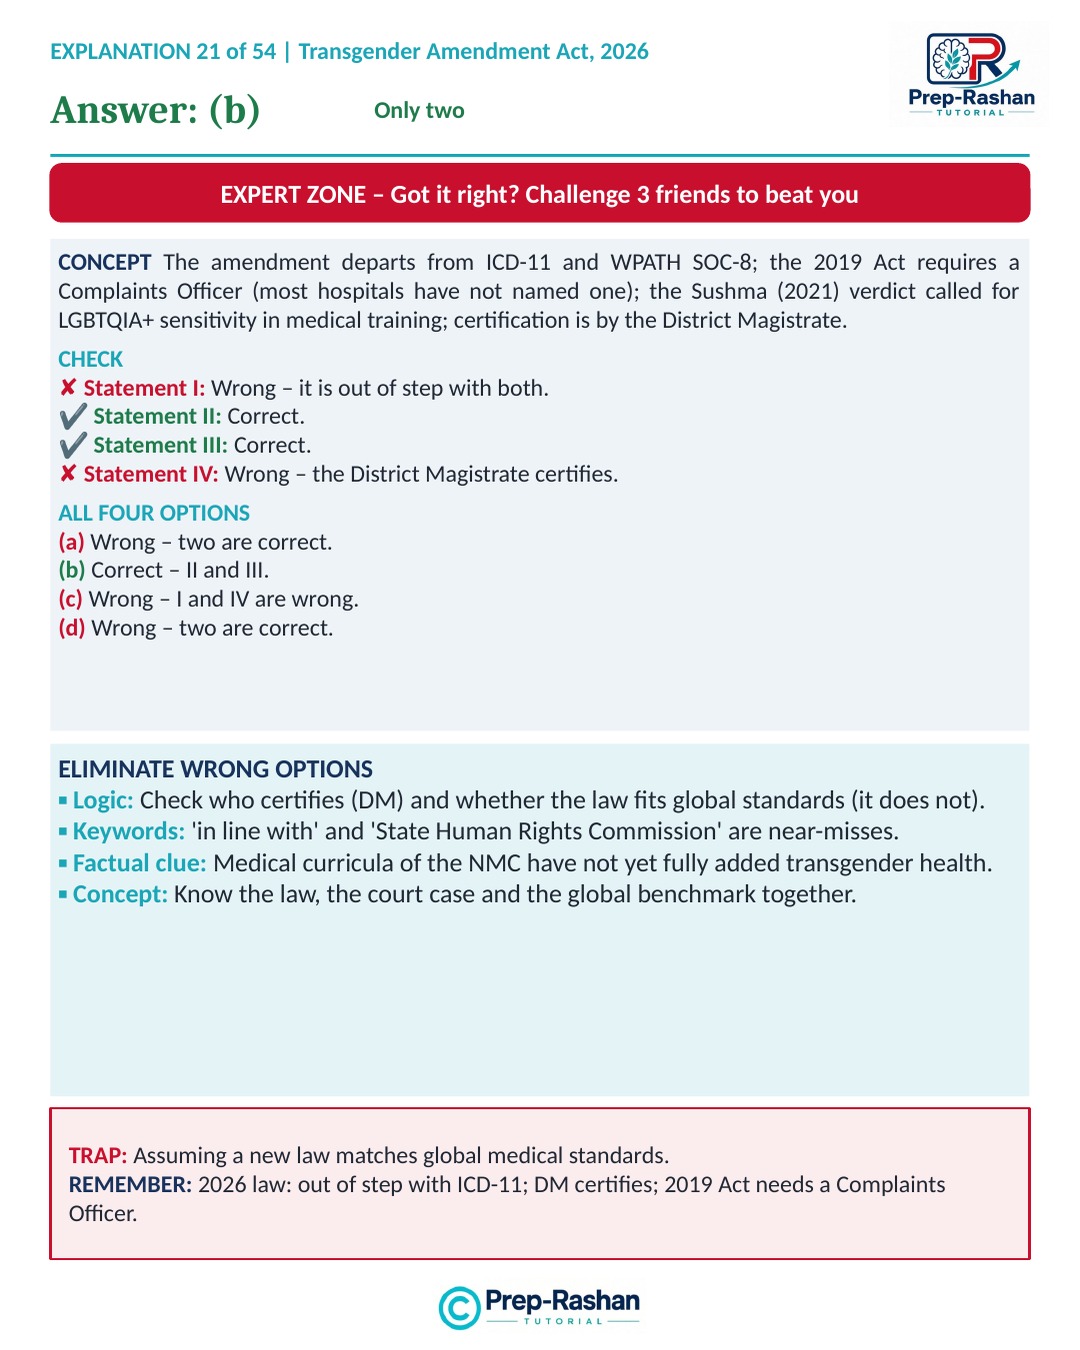 EXPLANATION 21 of 54 | Transgender Amendment Act, 2026
Prep-Rashan
TUTORIAL
Answer: (b) Only two
EXPERT ZONE – Got it right? Challenge 3 friends to beat you
CONCEPT The amendment departs from ICD-11 and WPATH SOC-8; the 2019 Act requires a
Complaints Officer (most hospitals have not named one); the Sushma (2021) verdict called for
LGBTQIA+ sensitivity in medical training; certification is by the District Magistrate.
CHECK
✘ Statement I: Wrong – it is out of step with both.
✔ Statement II: Correct.
✔ Statement III: Correct.
✘ Statement IV: Wrong – the District Magistrate certifies.
ALL FOUR OPTIONS
(a) Wrong – two are correct.
(b) Correct – II and III.
(c) Wrong – I and IV are wrong.
(d) Wrong – two are correct.
ELIMINATE WRONG OPTIONS
▪ Logic: Check who certifies (DM) and whether the law fits global standards (it does not).
▪ Keywords: 'in line with' and 'State Human Rights Commission' are near-misses.
▪ Factual clue: Medical curricula of the NMC have not yet fully added transgender health.
▪ Concept: Know the law, the court case and the global benchmark together.
TRAP: Assuming a new law matches global medical standards.
REMEMBER: 2026 law: out of step with ICD-11; DM certifies; 2019 Act needs a Complaints
Officer.
© Prep-Rashan
TUTORIAL